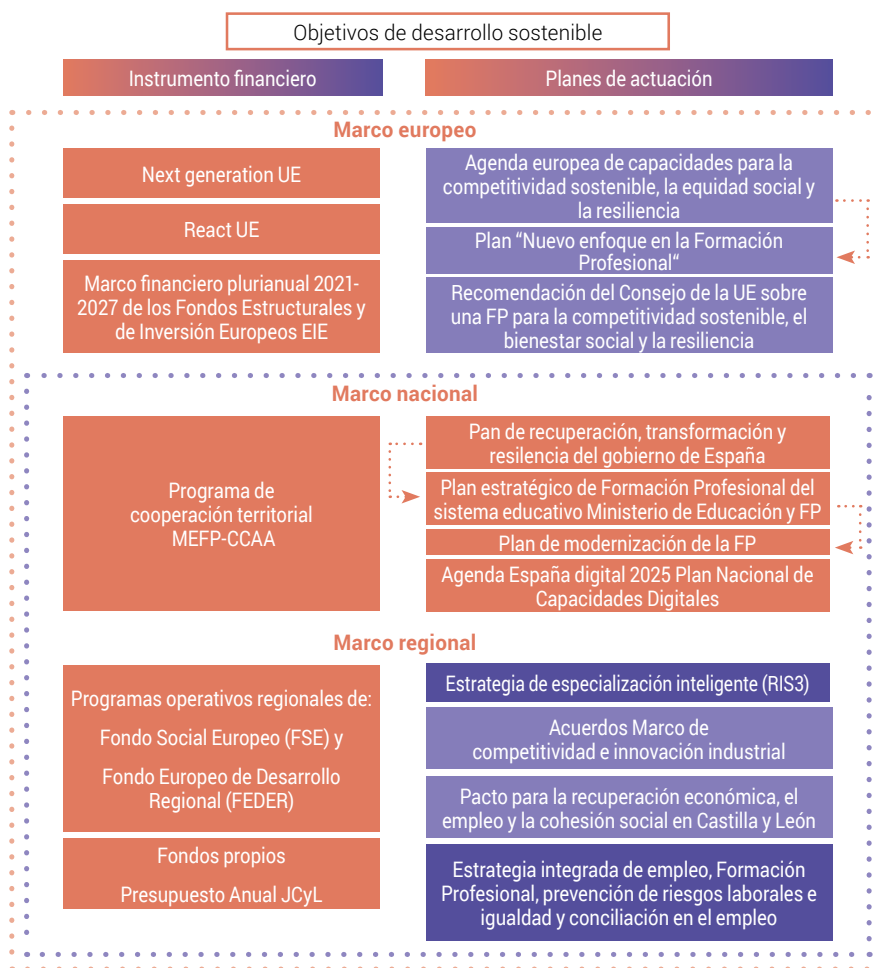 Objetivos de desarrollo sostenible
Instrumento financiero
Planes de actuación
Marco europeo
Next generation UE
React UE
Marco financiero plurianual 2021-
2027 de los Fondos Estructurales y
de Inversión Europeos EIE
Agenda europea de capacidades para la
competitividad sostenible, la equidad social y
la resiliencia
Plan “Nuevo enfoque en la Formación
Profesional“
Recomendación del Consejo de la UE sobre
una FP para la competitividad sostenible, el
bienestar social y la resiliencia
Marco nacional
Programa de
cooperación territorial
MEFP-CCAA
Pan de recuperación, transformación y
resilencia del gobierno de España
Plan estratégico de Formación Profesional del
sistema educativo Ministerio de Educación y FP
Plan de modernización de la FP
Agenda España digital 2025 Plan Nacional de
Capacidades Digitales
Marco regional
Programas operativos regionales de:
Fondo Social Europeo (FSE) y
Fondo Europeo de Desarrollo
Regional (FEDER)
Fondos propios
Presupuesto Anual JCyL
Estrategia de especialización inteligente (RIS3)
Acuerdos Marco de
competitividad e innovación industrial
Pacto para la recuperación económica, el
empleo y la cohesión social en Castilla y León
Estrategia integrada de empleo, Formación
Profesional, prevención de riesgos laborales e
igualdad y conciliación en el empleo